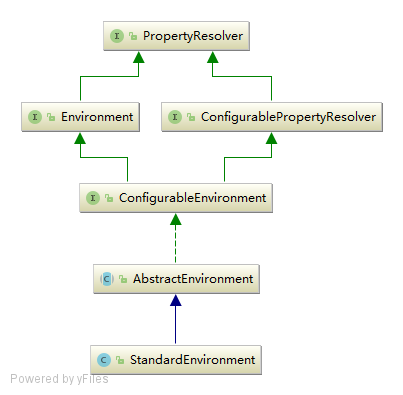 I PropertyResolver
I Environment
I ConfigurablePropertyResolver
I ConfigurableEnvironment
C AbstractEnvironment
C StandardEnvironment
Powered by yFiles